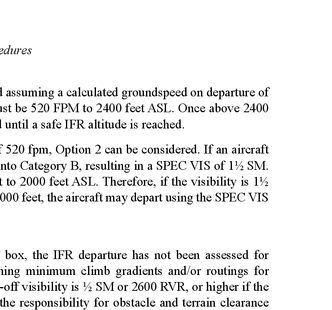 edures
d assuming a calculated groundspeed on departure of
ust be 520 FPM to 2400 feet ASL. Once above 2400
d until a safe IFR altitude is reached.
f 520 fpm, Option 2 can be considered. If an aircraft
nto Category B, resulting in a SPEC VIS of 1½ SM.
t to 2000 feet ASL. Therefore, if the visibility is 1½
000 feet, the aircraft may depart using the SPEC VIS
box, the IFR departure has not been assessed for
ning minimum climb gradients and/or routings for
-off visibility is ½ SM or 2600 RVR, or higher if the
the responsibility for obstacle and terrain clearance